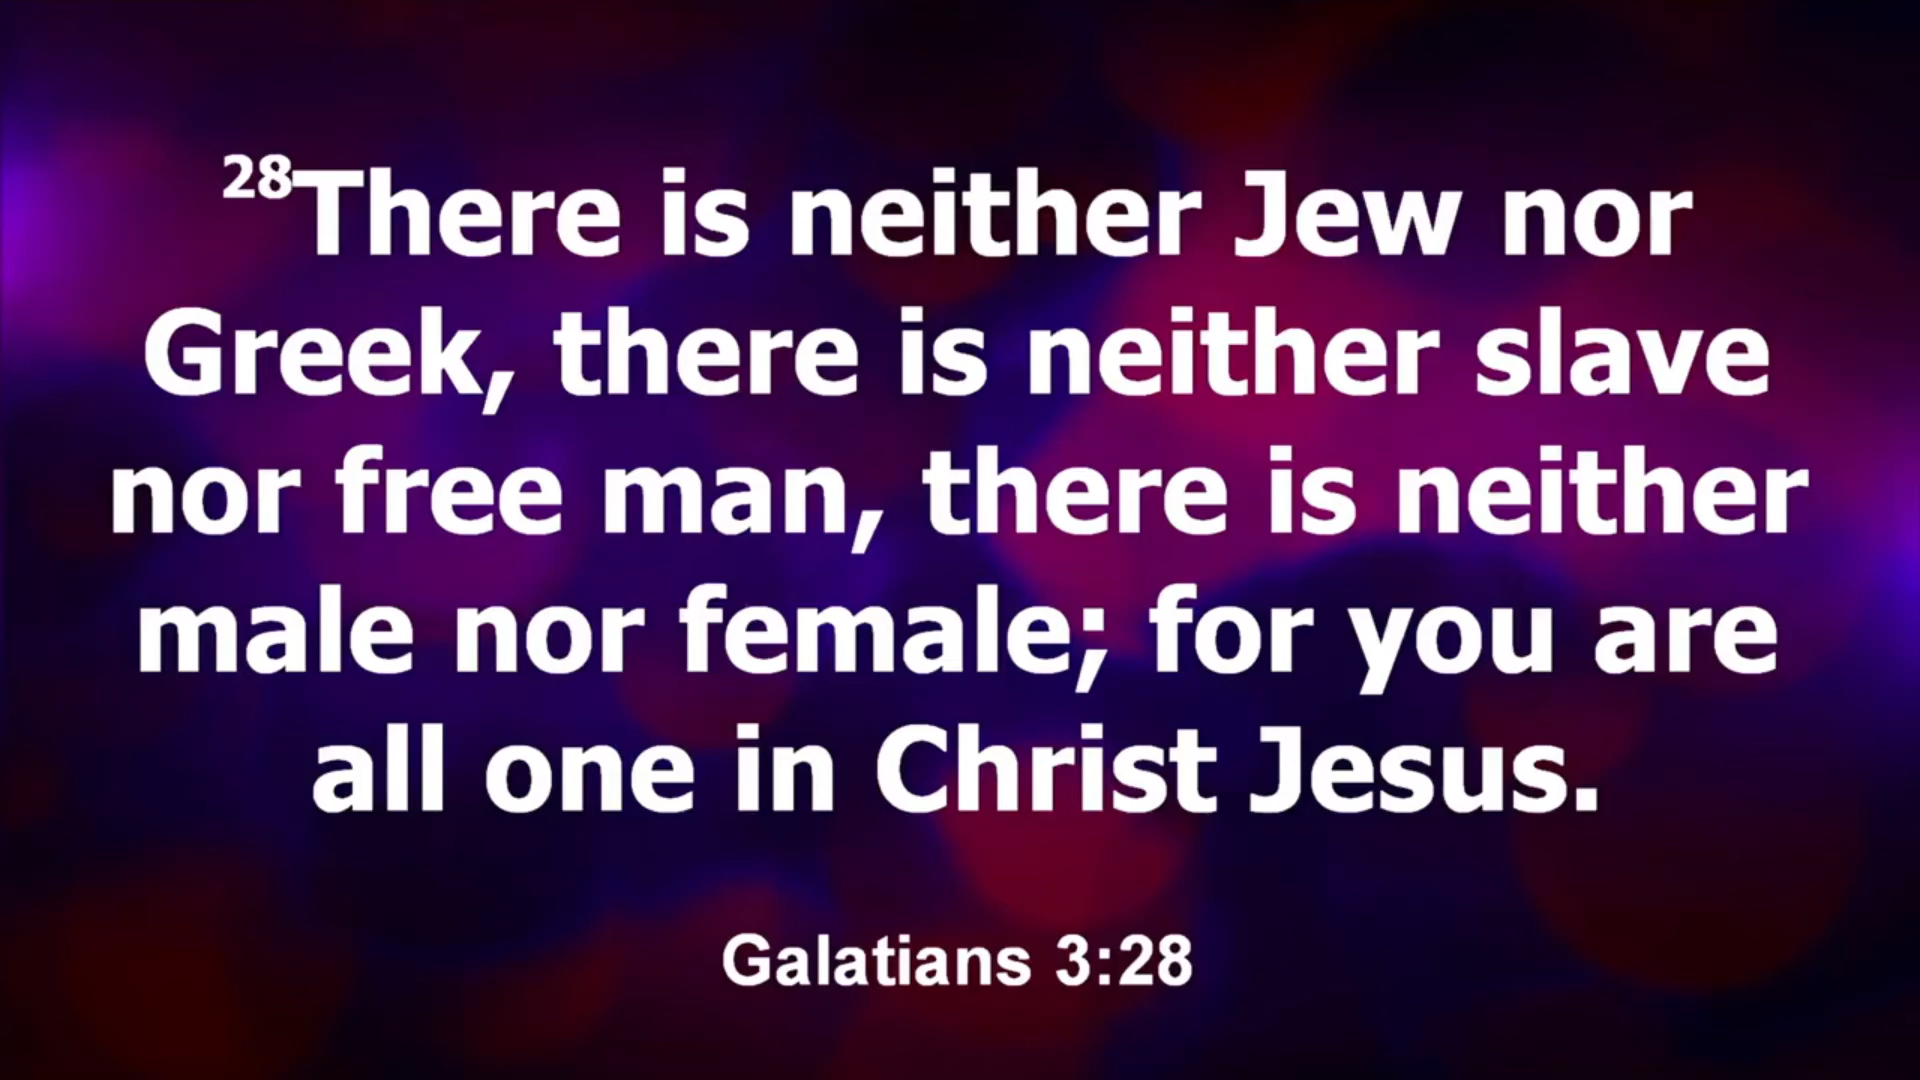 28There is neither Jew nor
Greek, there is neither slave
nor free man, there is neither
male nor female; for you are
all one in Christ Jesus.
Galatians 3:28